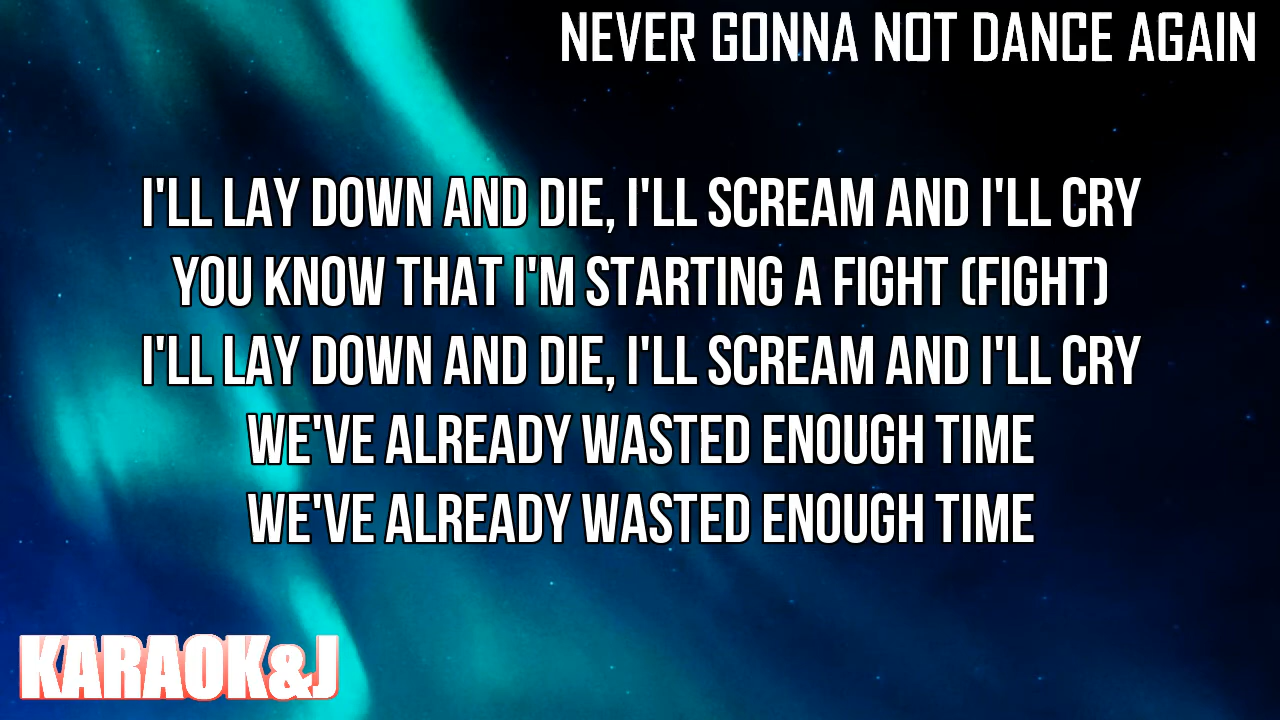 NEVER GONNA NOT DANCE AGAIN
I'LL LAY DOWN AND DIE, I'LL SCREAM AND I'LL CRY
YOU KNOW THAT I'M STARTING A FIGHT (FIGHT)
I'LL LAY DOWN AND DIE, I'LL SCREAM AND I'LL CRY
WE'VE ALREADY WASTED ENOUGH TIME
WE'VE ALREADY WASTED ENOUGH TIME
KARAOK&J